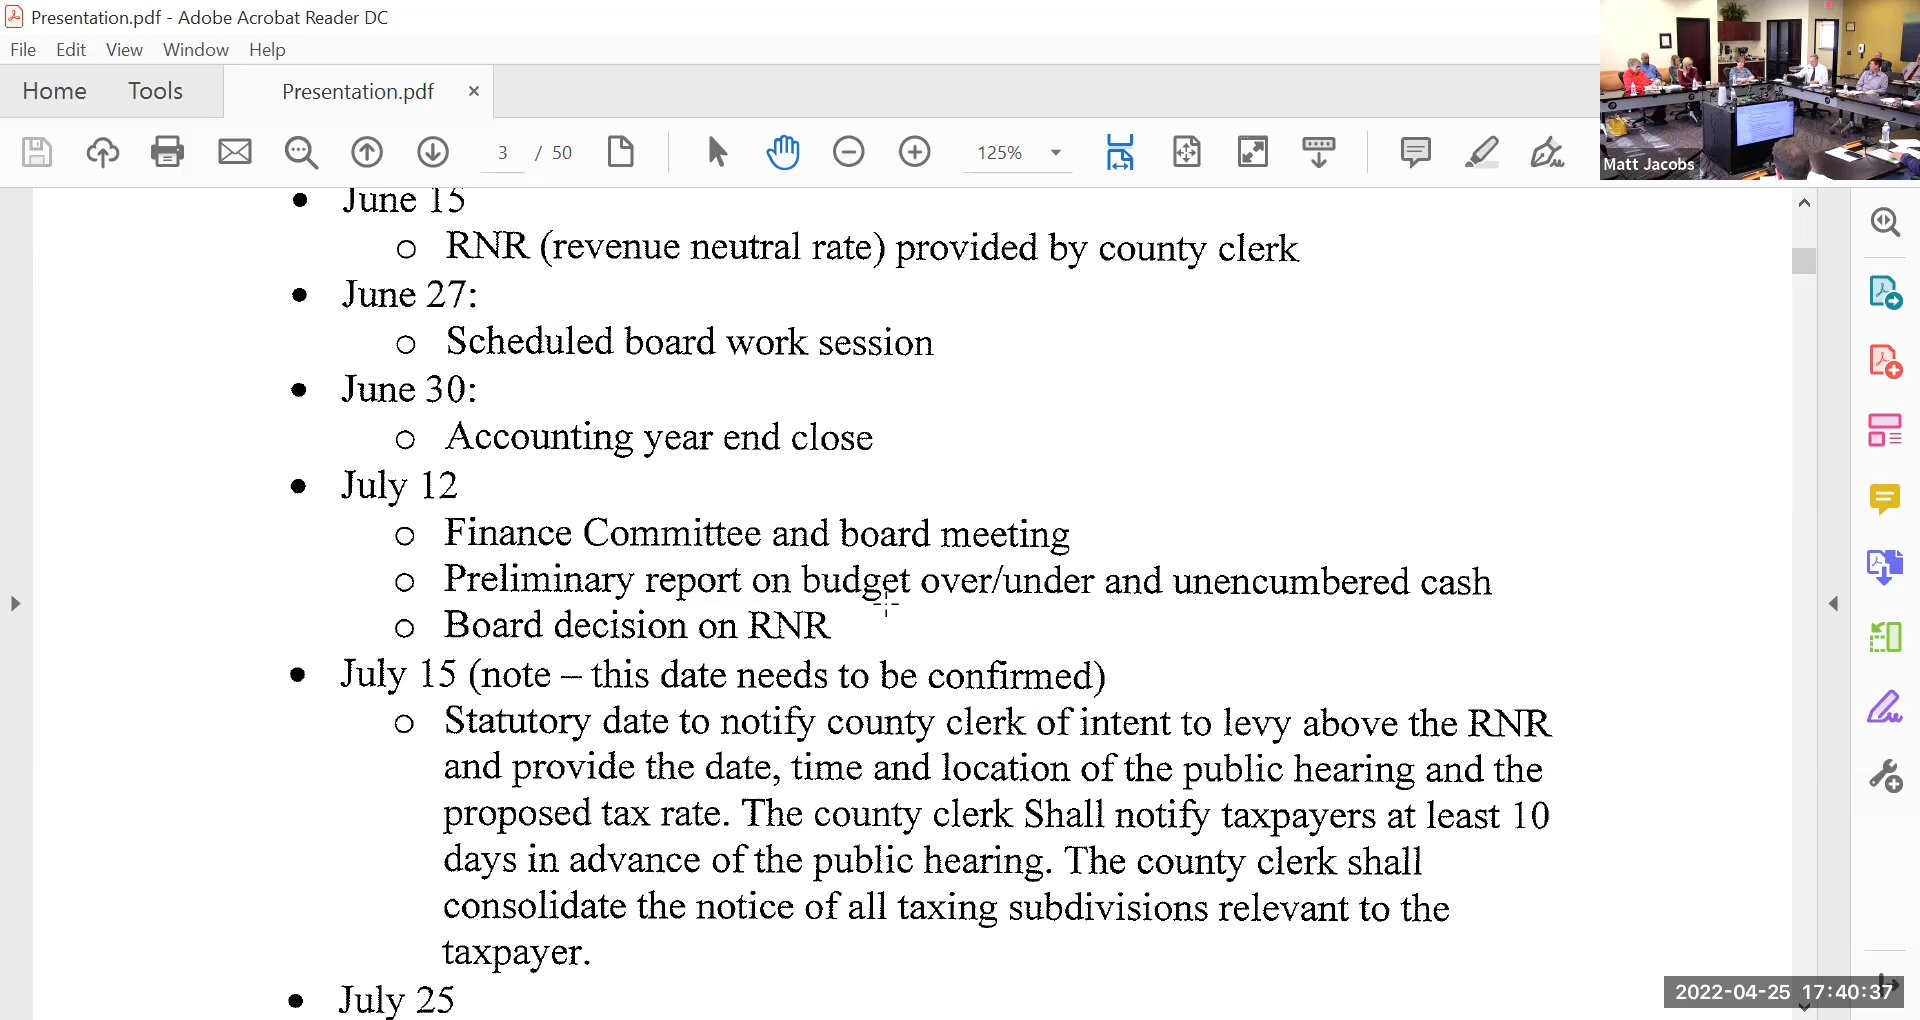 Presentation.pdf - Adobe Acrobat Reader DC
File Edit View Window Help
Home Tools Presentation.pdf ×
3 / 50 125%
Matt Jacobs
• June 15
o RNR (revenue neutral rate) provided by county clerk
• June 27:
o Scheduled board work session
• June 30:
o Accounting year end close
• July 12
o Finance Committee and board meeting
o Preliminary report on budget over/under and unencumbered cash
o Board decision on RNR
• July 15 (note – this date needs to be confirmed)
o Statutory date to notify county clerk of intent to levy above the RNR
and provide the date, time and location of the public hearing and the
proposed tax rate. The county clerk Shall notify taxpayers at least 10
days in advance of the public hearing. The county clerk shall
consolidate the notice of all taxing subdivisions relevant to the
taxpayer.
• July 25
2022-04-25 17:40:37